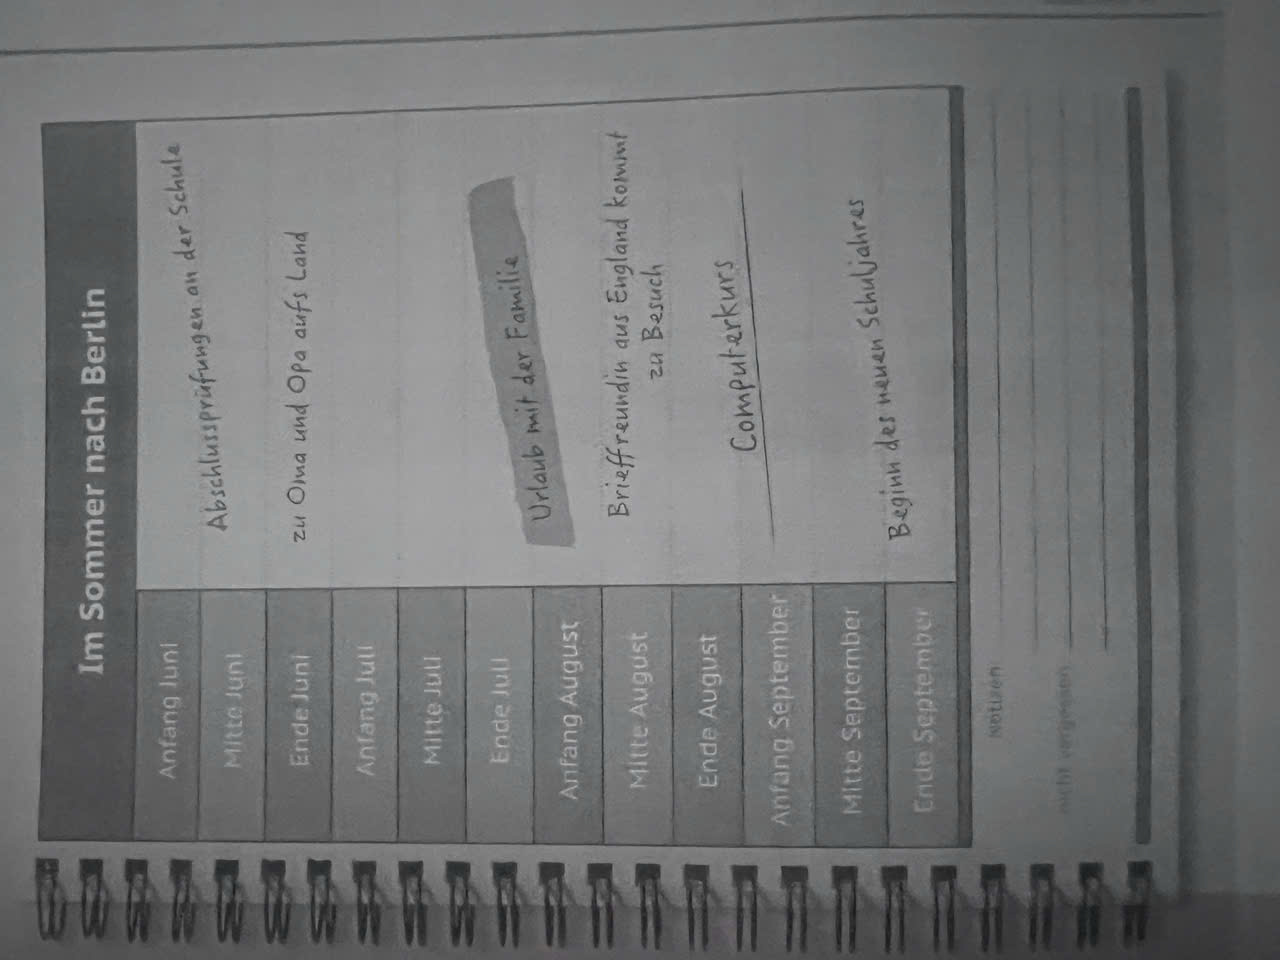 Im Sommer nach Berlin
Anfang Juni
Abschlussprüfungen an der Schule
Mitte Juni
Ende Juni
zu Oma und Opa aufs Land
Anfang Juli
Mitte Juli
Ende Juli
Urlaub mit der Familie
Anfang August
Mitte August
Brieffreundin aus England kommt
zu Besuch
Ende August
Computerkurs
Anfang September
Mitte September
Beginn des neuen Schuljahres
Ende September
Notizen
nicht vergessen